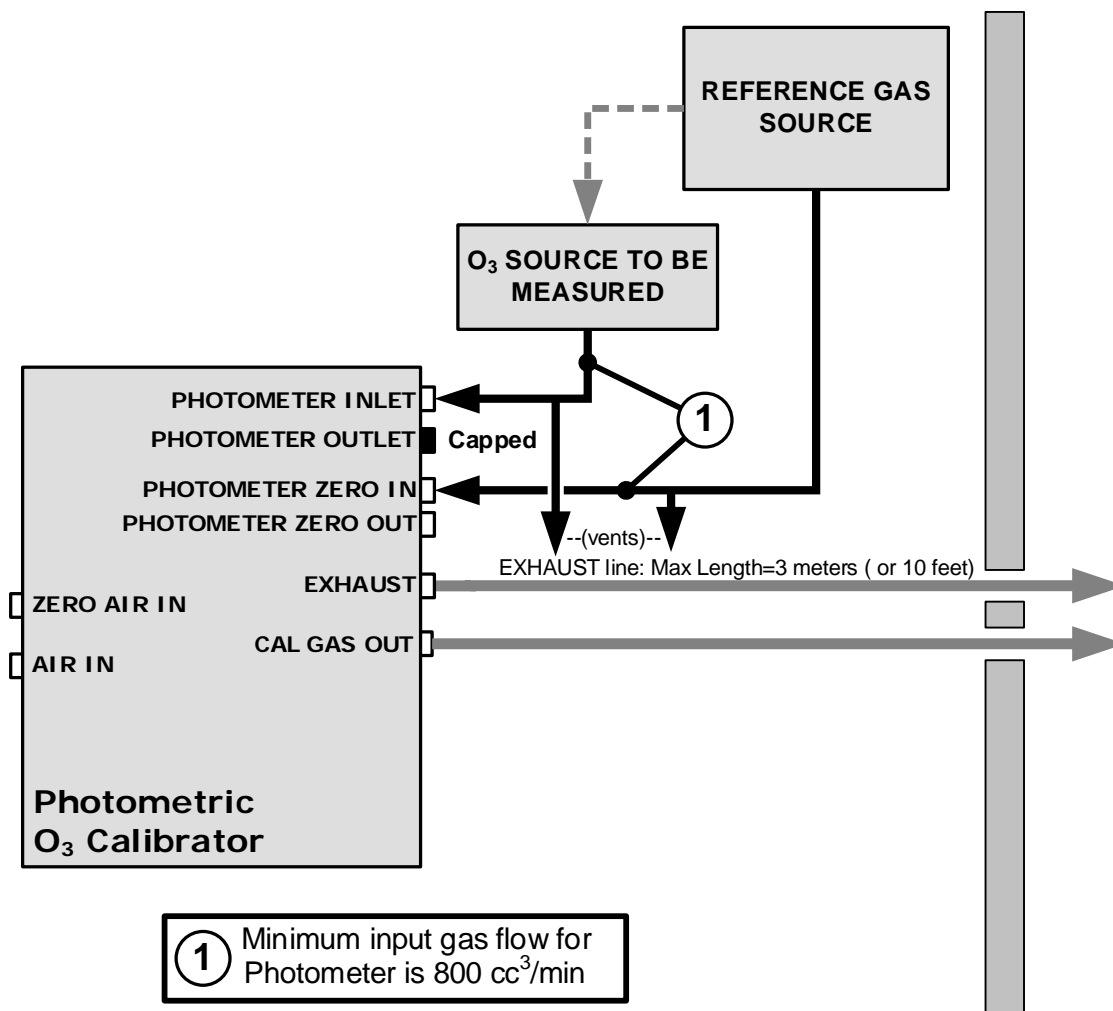 REFERENCE GAS
SOURCE
O₃ SOURCE TO BE
MEASURED
PHOTOMETER INLET
PHOTOMETER OUTLET
Capped
1
PHOTOMETER ZERO IN
PHOTOMETER ZERO OUT
--(vents)--
EXHAUST line: Max Length=3 meters ( or 10 feet)
EXHAUST
ZERO AIR IN
CAL GAS OUT
AIR IN
Photometric
O₃ Calibrator
1 Minimum input gas flow for
Photometer is 800 cc³/min